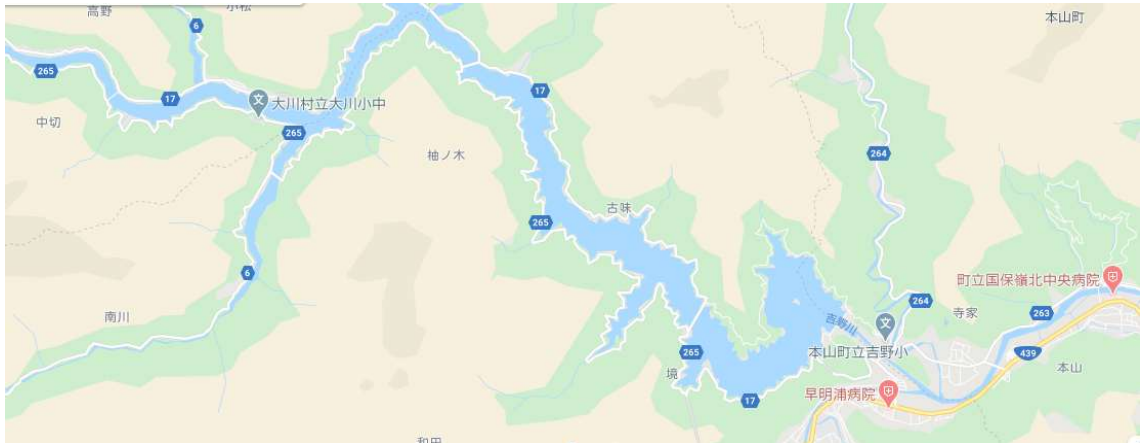 高野
小松
本山町
6
265
17
17
大川村立大川小中
中切
265
柚ノ木
264
古味
265
6
町立国保嶺北中央病院
264
263
寺家
南川
吉野川
本山町立吉野小
439
265
境
本山
早明浦病院
17
和田